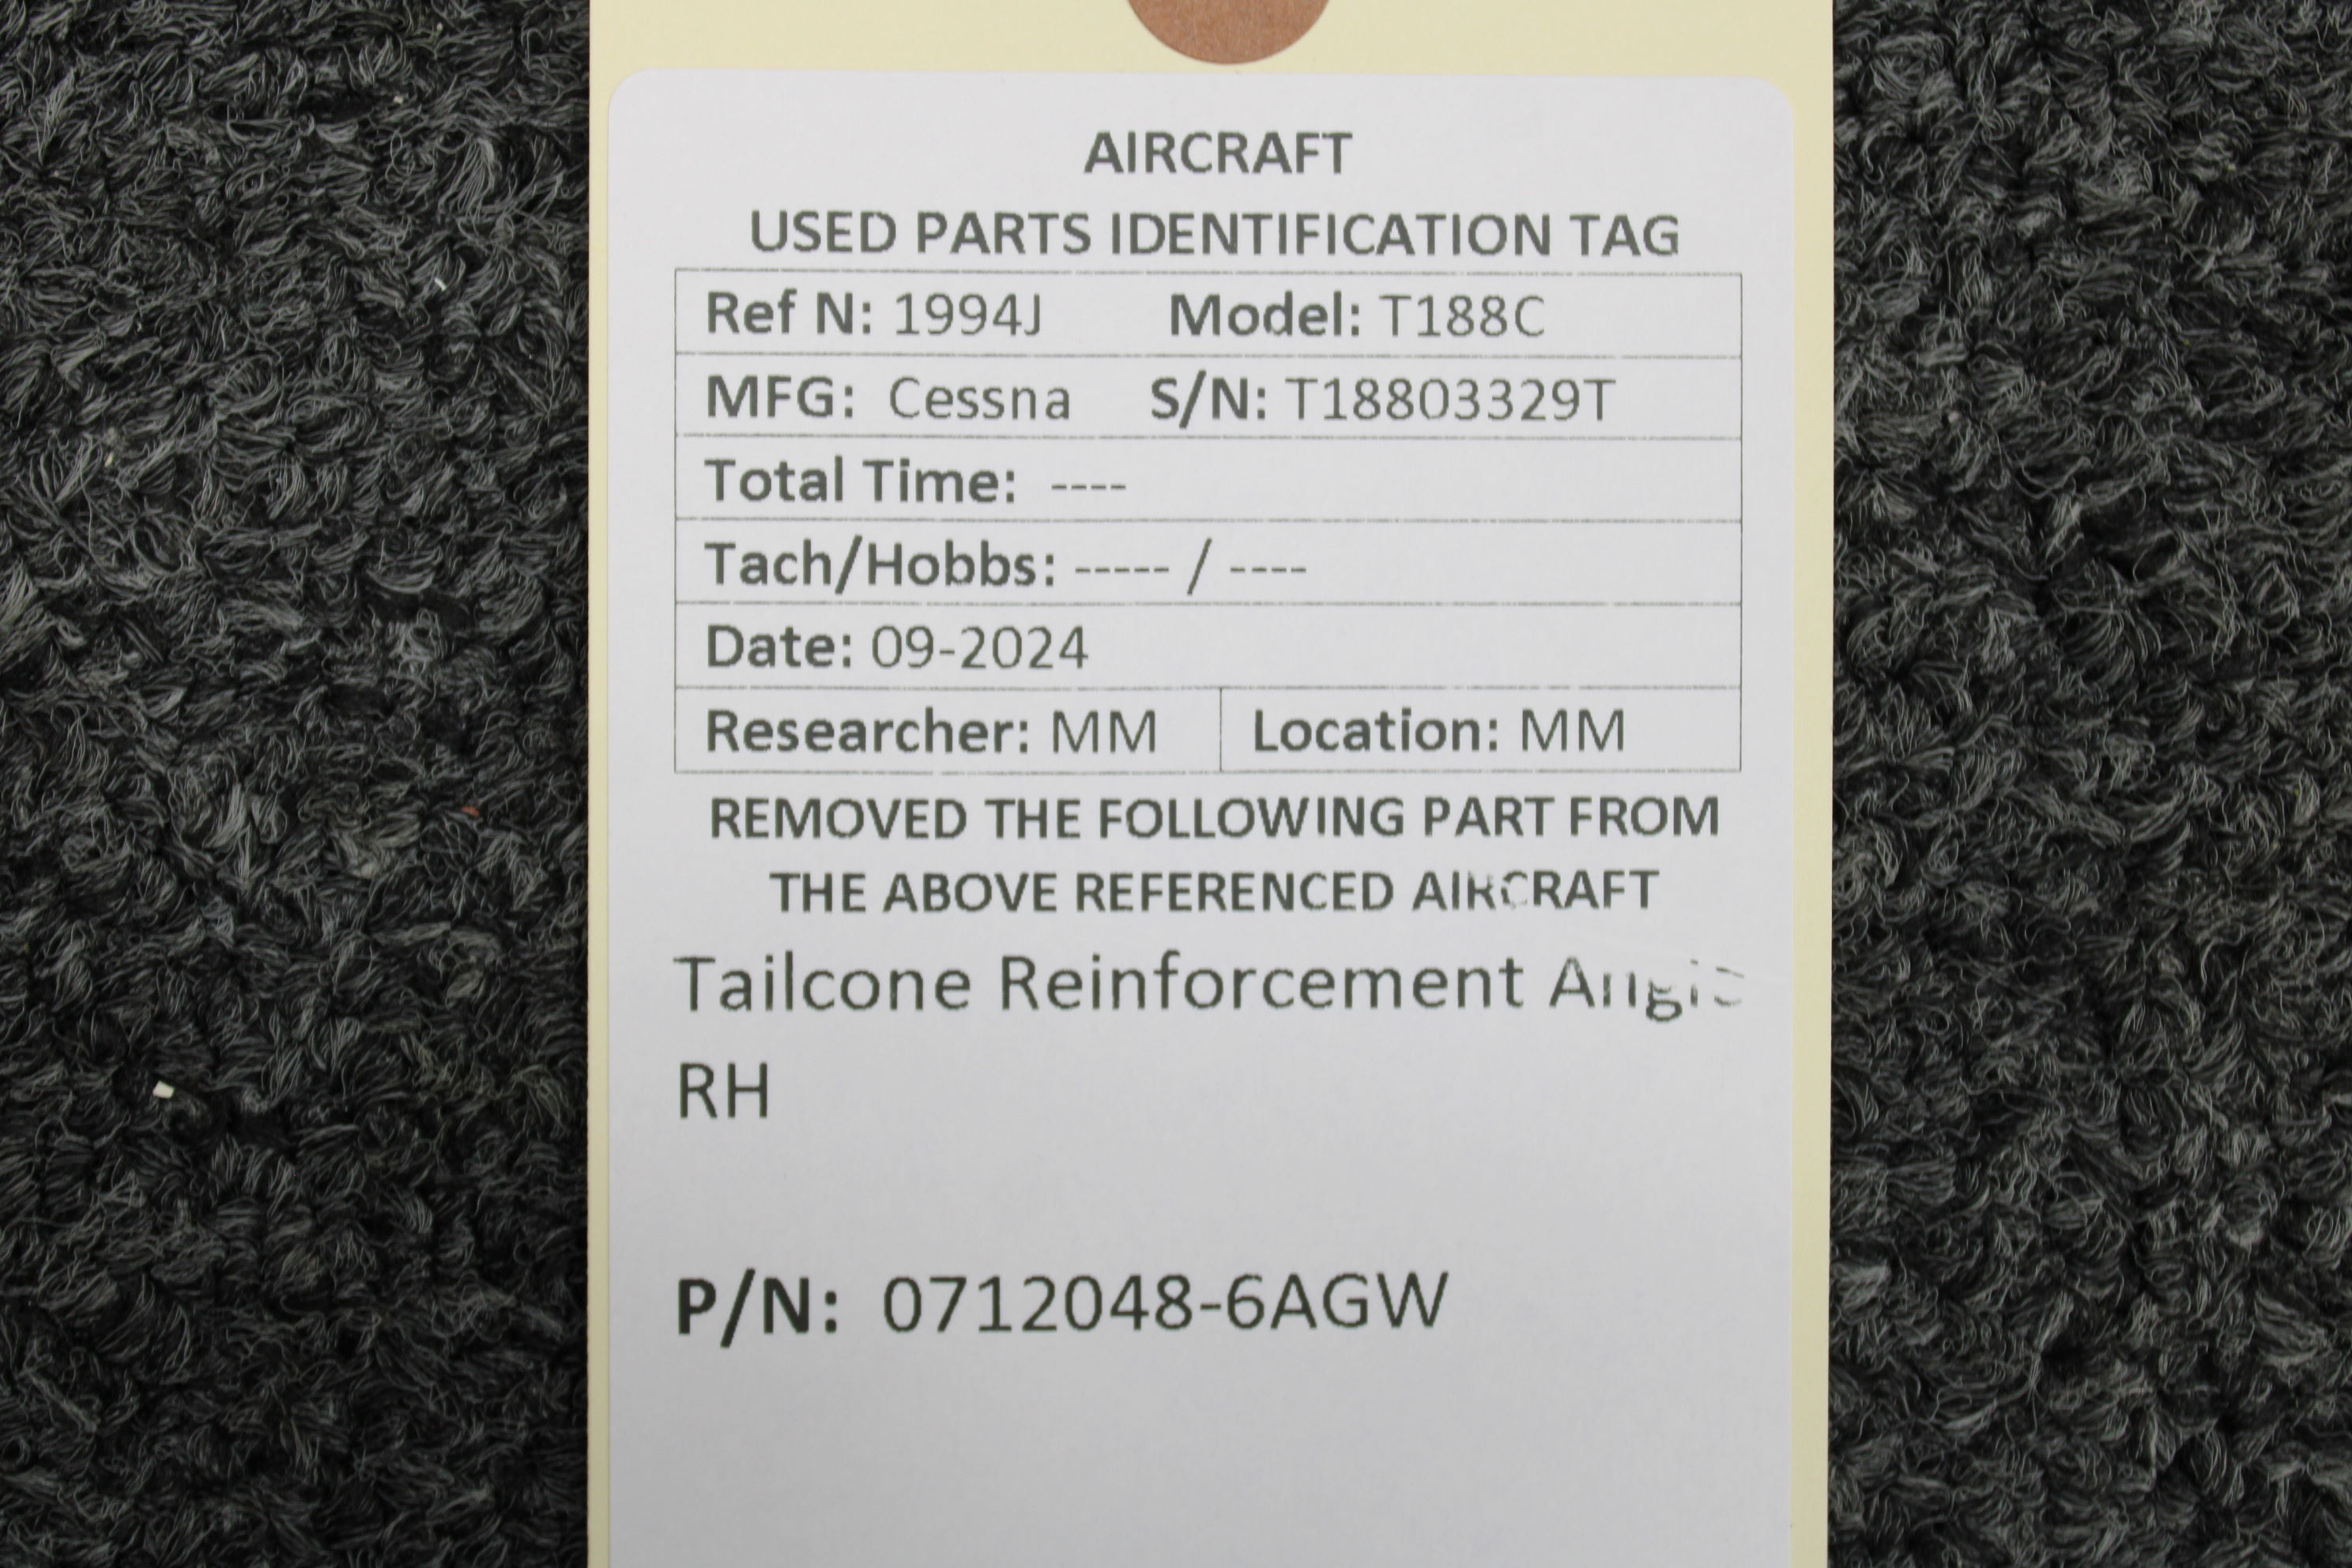 AIRCRAFT
USED PARTS IDENTIFICATION TAG
Ref N: 1994J Model: T188C
MFG: Cessna S/N: T18803329T
Total Time: ----
Tach/Hobbs: ----- / ----
Date: 09-2024
Researcher: MM Location: MM
REMOVED THE FOLLOWING PART FROM
THE ABOVE REFERENCED AIRCRAFT
Tailcone Reinforcement Angle
RH
P/N: 0712048-6AGW